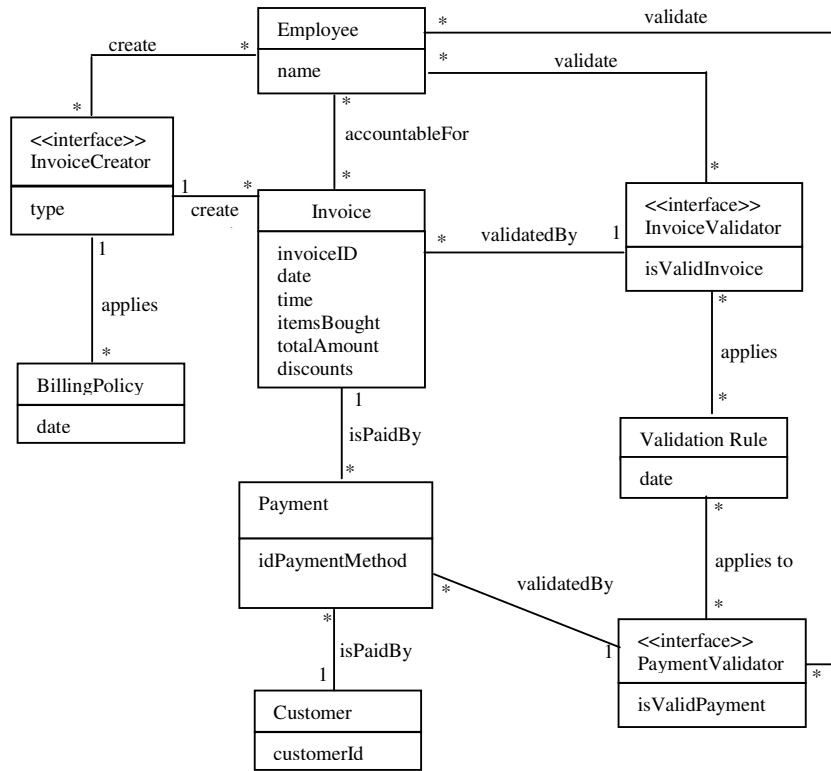 Employee
*
validate
create
*
*
validate
name
*
*
accountableFor
<<interface>>
InvoiceCreator
*
*
type
1
*
create
Invoice
<<interface>>
InvoiceValidator
1
invoiceID
date
time
itemsBought
totalAmount
discounts
*
validatedBy
1
isValidInvoice
applies
*
*
applies
BillingPolicy
date
1
*
isPaidBy
Validation Rule
date
*
*
Payment
idPaymentMethod
applies to
validatedBy
*
*
*
<<interface>>
PaymentValidator
1
*
isPaidBy
1
isValidPayment
Customer
customerId